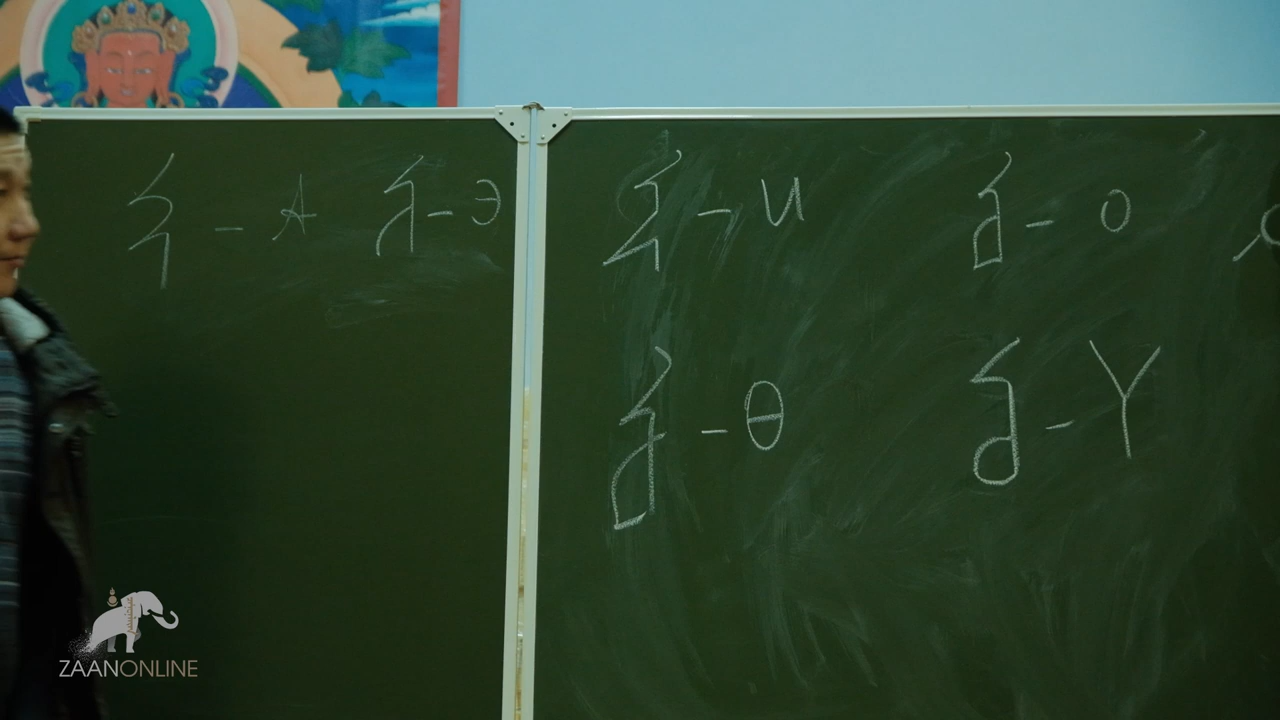 ᠠ – А ᠡ – Э ᠢ – и ᠣ – о
ᠥ – Ө ᠦ – Ү
ZAANONLINE